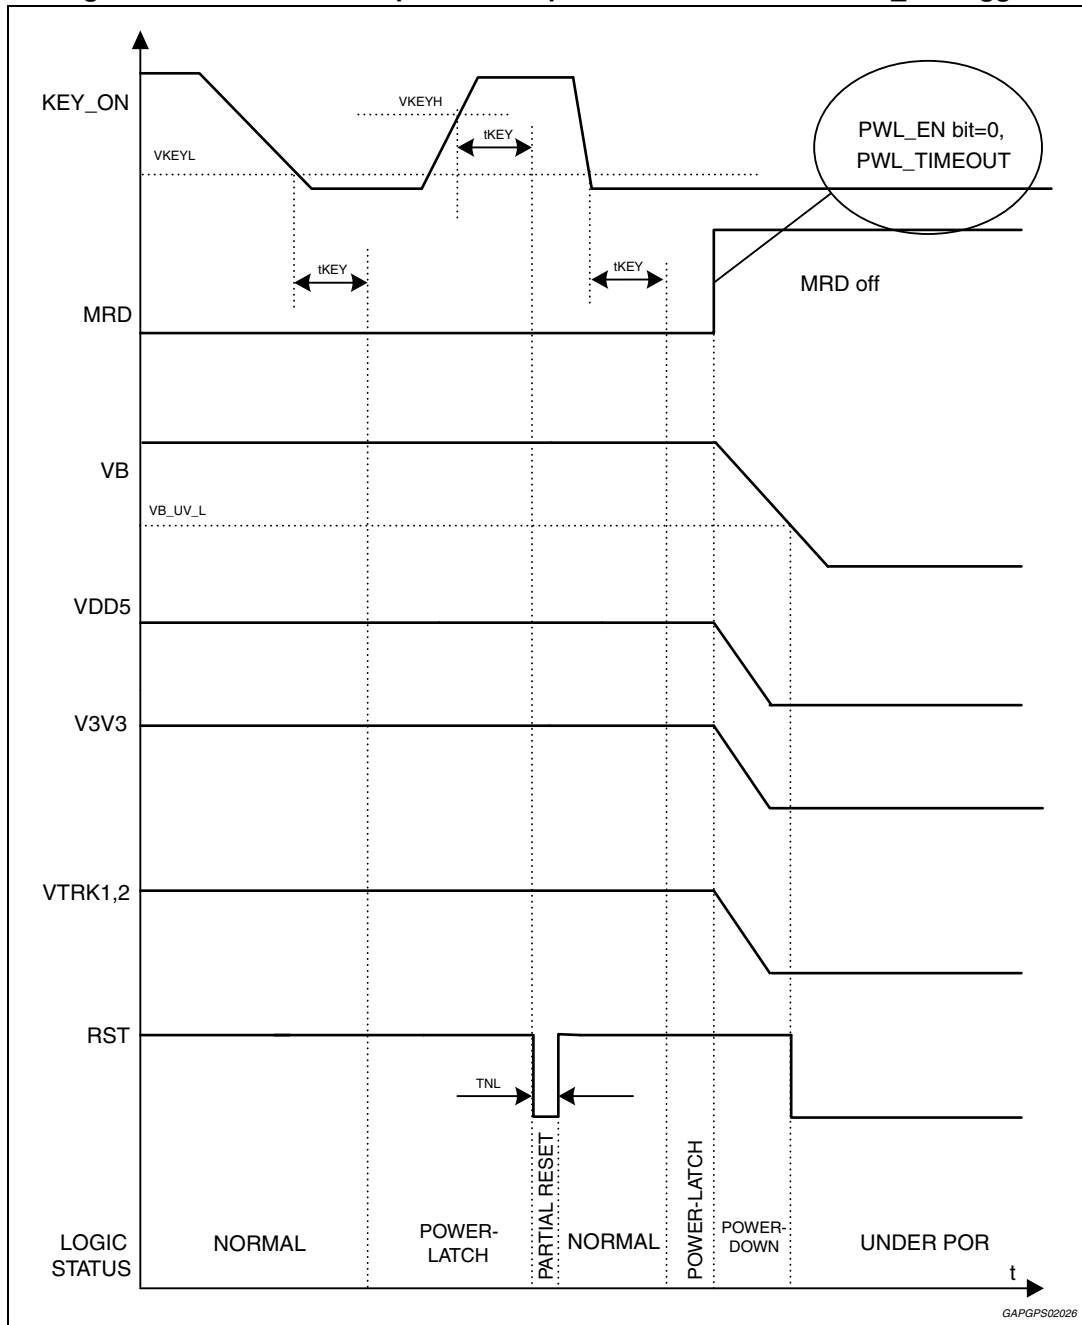 KEY_ON
VKEYH
tKEY
VKEYL
PWL_EN bit=0,
PWL_TIMEOUT
tKEY
tKEY
MRD off
MRD
VB
VB_UV_L
VDD5
V3V3
VTRK1,2
RST
TNL
LOGIC
STATUS
NORMAL
POWER-
LATCH
PARTIAL RESET
NORMAL
POWER-LATCH
POWER-
DOWN
UNDER POR
t
GAPGPS02026